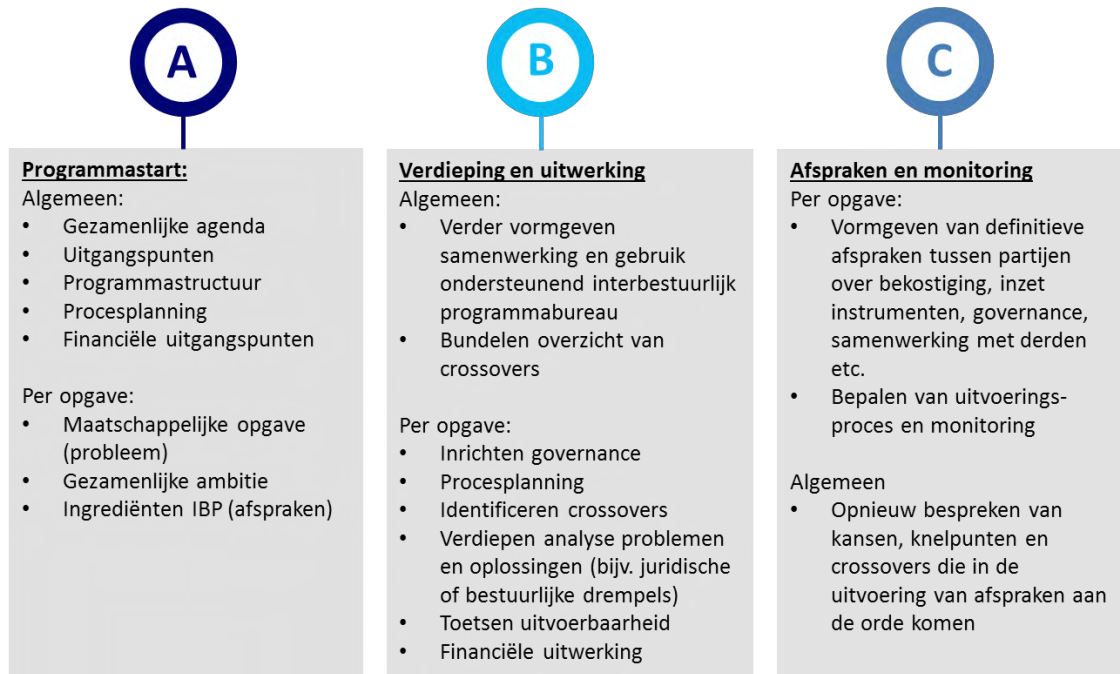 A
Programmastart:
Algemeen:
• Gezamenlijke agenda
• Uitgangspunten
• Programmastructuur
• Procesplanning
• Financiële uitgangspunten
Per opgave:
• Maatschappelijke opgave
(probleem)
• Gezamenlijke ambitie
• Ingrediënten IBP (afspraken)
B
Verdieping en uitwerking
Algemeen:
• Verder vormgeven
samenwerking en gebruik
ondersteunend interbestuurlijk
programmabureau
• Bundelen overzicht van
crossovers
Per opgave:
• Inrichten governance
• Procesplanning
• Identificeren crossovers
• Verdiepen analyse problemen
en oplossingen (bijv. juridische
of bestuurlijke drempels)
• Toetsen uitvoerbaarheid
• Financiële uitwerking
C
Afspraken en monitoring
Per opgave:
• Vormgeven van definitieve
afspraken tussen partijen
over bekostiging, inzet
instrumenten, governance,
samenwerking met derden
etc.
• Bepalen van uitvoerings-
proces en monitoring
Algemeen
• Opnieuw bespreken van
kansen, knelpunten en
crossovers die in de
uitvoering van afspraken aan
de orde komen